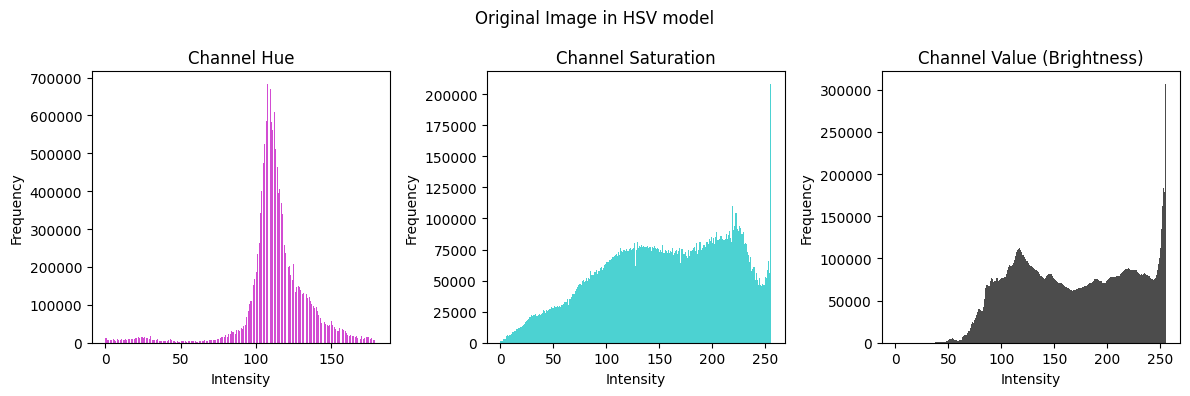 Original Image in HSV model
Channel Hue
700000
600000
500000
400000
300000
200000
100000
0
Frequency
0 50 100 150
Intensity
Channel Saturation
200000
175000
150000
125000
100000
75000
50000
25000
0
Frequency
0 50 100 150 200 250
Intensity
Channel Value (Brightness)
300000
250000
200000
150000
100000
50000
0
Frequency
0 50 100 150 200 250
Intensity